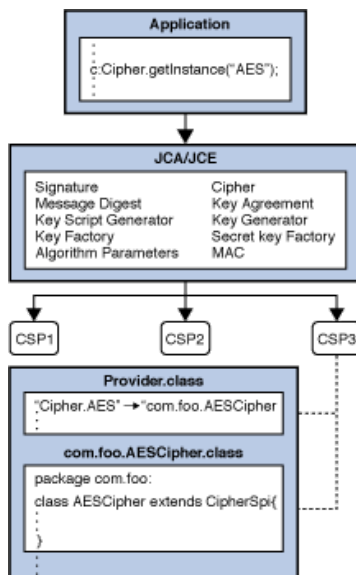 Application
c:Cipher.getInstance("AES");
JCA/JCE
Signature Cipher
Message Digest Key Agreement
Key Script Generator Key Generator
Key Factory Secret key Factory
Algorithm Parameters MAC
CSP1 CSP2 CSP3
Provider.class
"Cipher.AES" → "com.foo.AESCipher
com.foo.AESCipher.class
package com.foo:
class AESCipher extends CipherSpi{
}